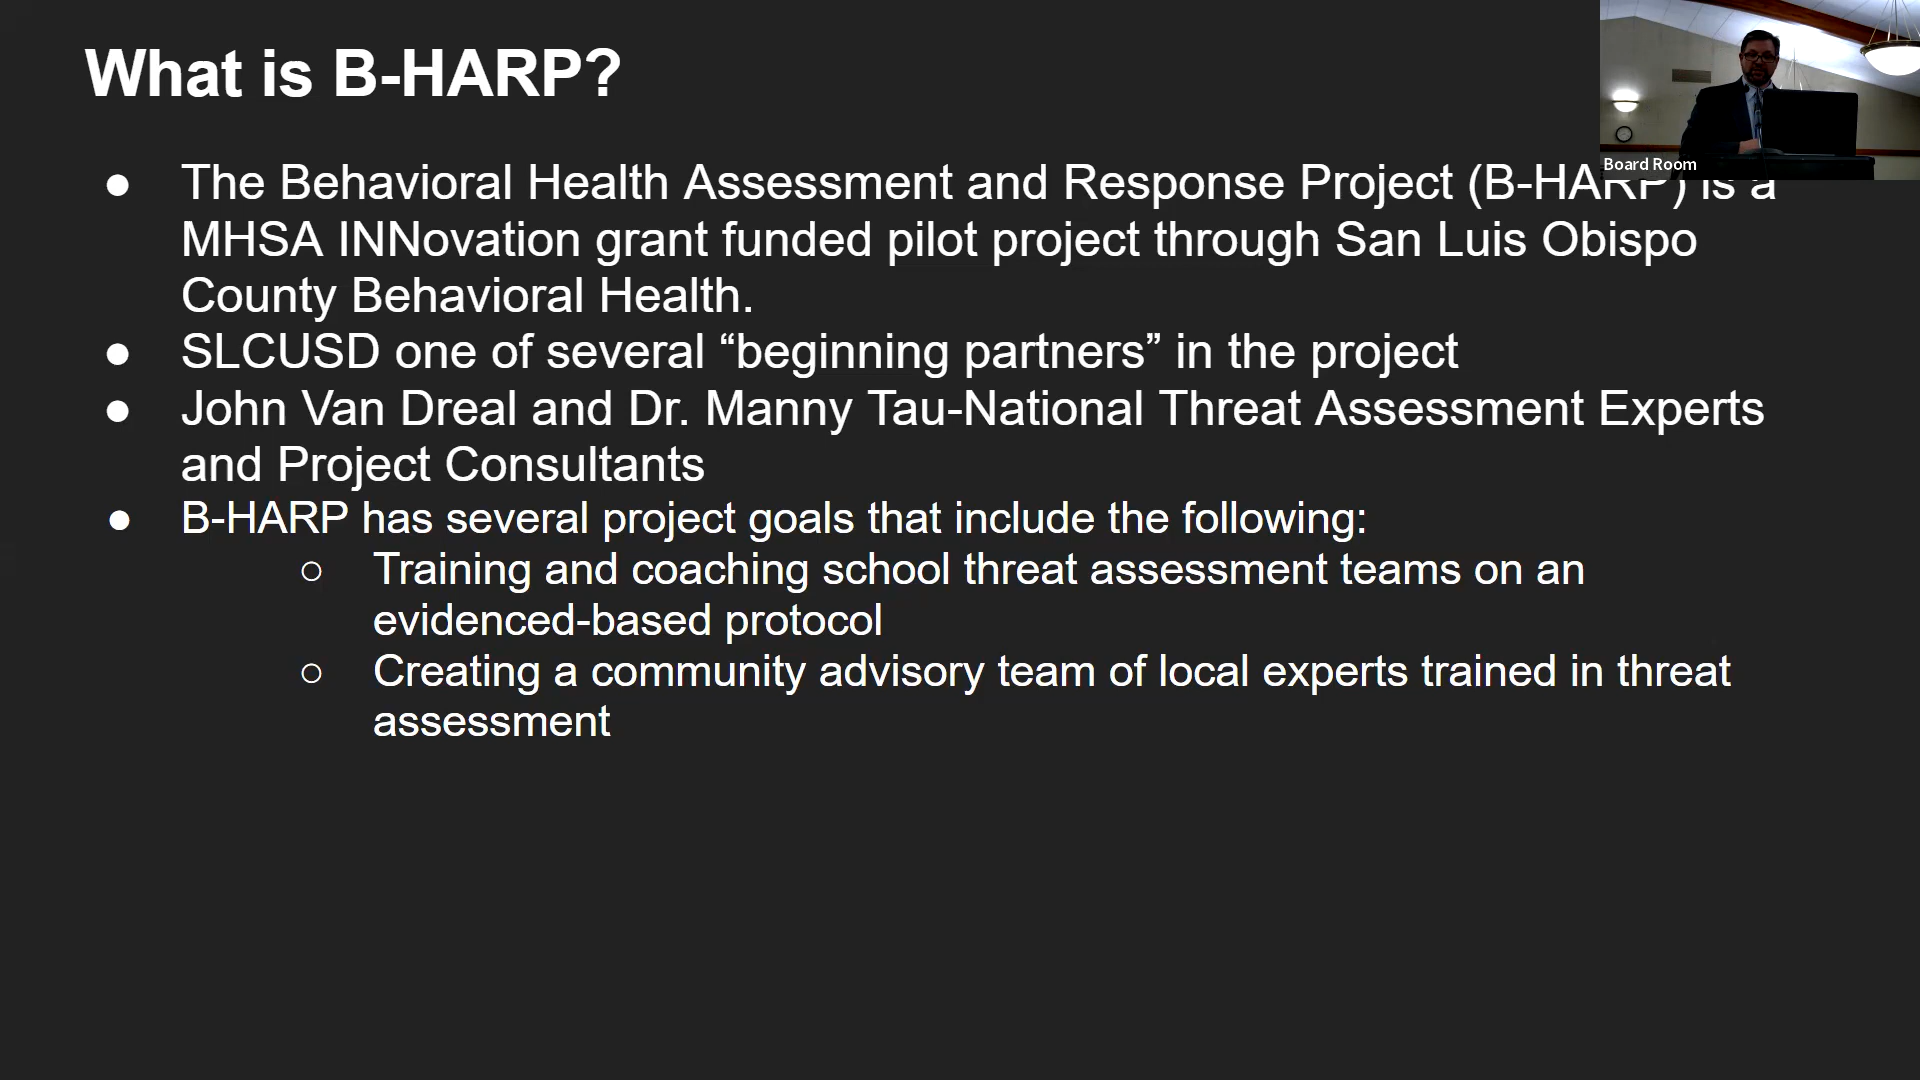 What is B-HARP?
Board Room
● The Behavioral Health Assessment and Response Project (B-HARP) is a
MHSA INNovation grant funded pilot project through San Luis Obispo
County Behavioral Health.
● SLCUSD one of several “beginning partners” in the project
● John Van Dreal and Dr. Manny Tau-National Threat Assessment Experts
and Project Consultants
● B-HARP has several project goals that include the following:
○ Training and coaching school threat assessment teams on an
evidenced-based protocol
○ Creating a community advisory team of local experts trained in threat
assessment